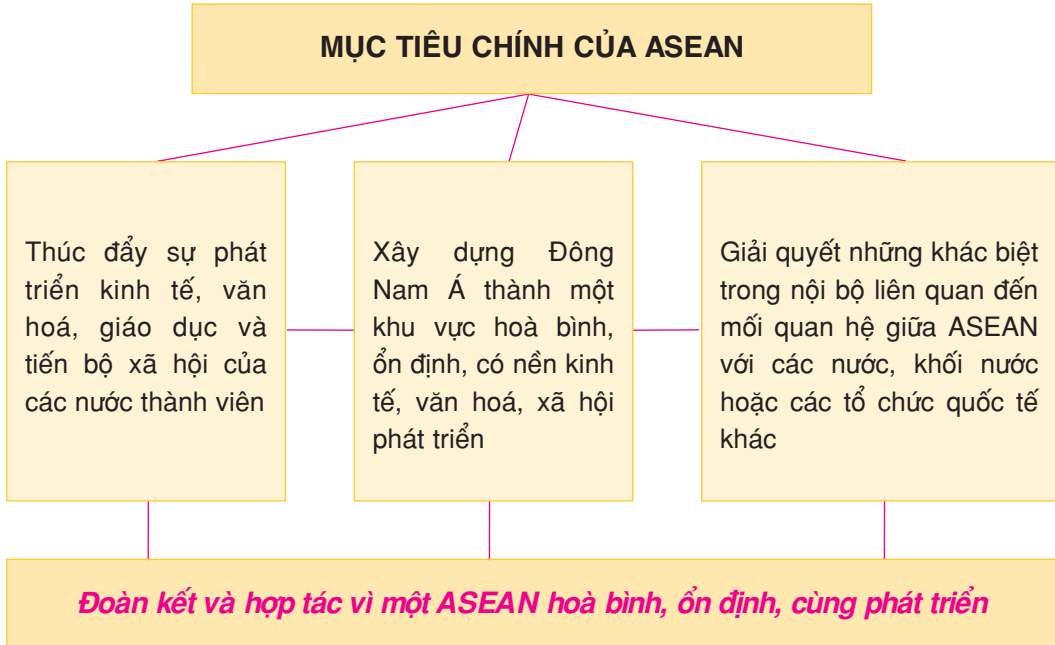 MỤC TIÊU CHÍNH CỦA ASEAN
Thúc đẩy sự phát
triển kinh tế, văn
hoá, giáo dục và
tiến bộ xã hội của
các nước thành viên
Xây dựng Đông
Nam Á thành một
khu vực hoà bình,
ổn định, có nền kinh
tế, văn hoá, xã hội
phát triển
Giải quyết những khác biệt
trong nội bộ liên quan đến
mối quan hệ giữa ASEAN
với các nước, khối nước
hoặc các tổ chức quốc tế
khác
Đoàn kết và hợp tác vì một ASEAN hoà bình, ổn định, cùng phát triển